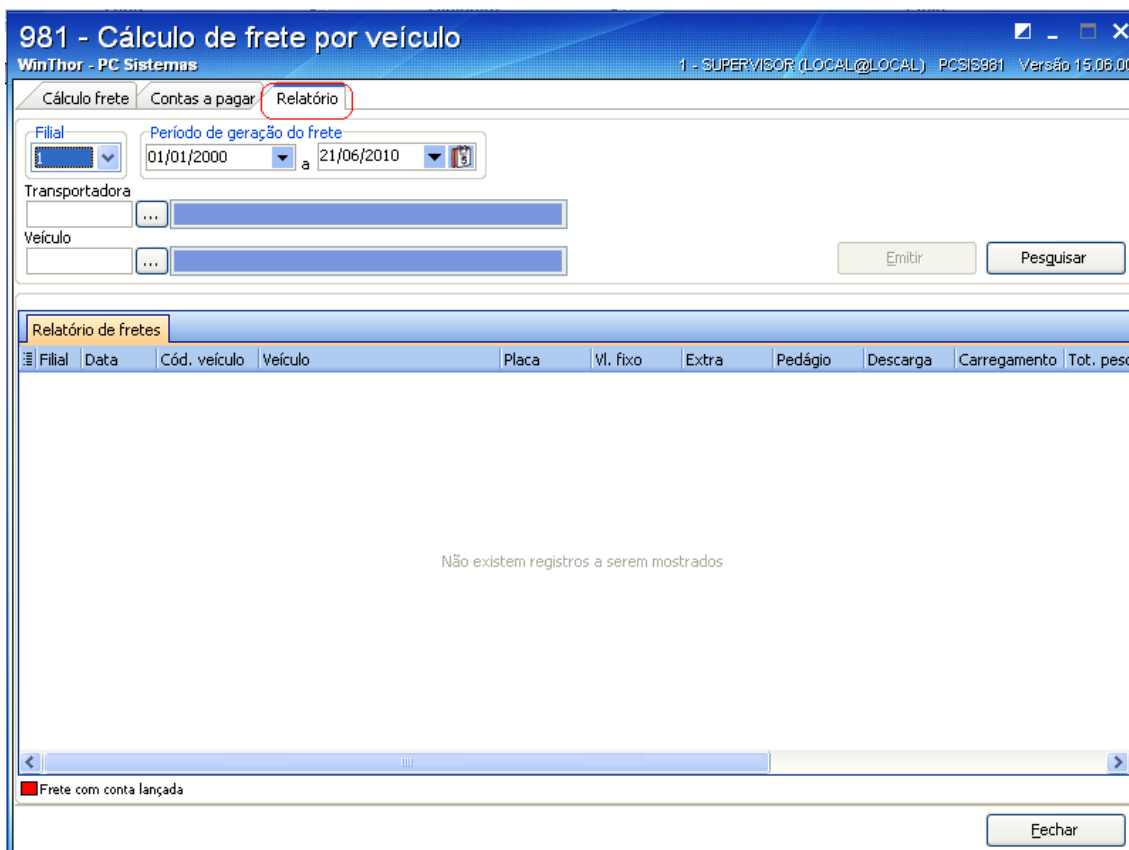 981 - Cálculo de frete por veículo
WinThor - PC Sistemas
1 - SUPERVISOR (LOCAL@LOCAL) PCSIS981 Versão 15.06.00
Cálculo frete Contas a pagar Relatório
Filial Período de geração do frete
1 01/01/2000 a 21/06/2010
Transportadora
...
Veículo
...
Emitir Pesquisar
Relatório de fretes
Filial Data Cód. veículo Veículo Placa Vl. fixo Extra Pedágio Descarga Carregamento Tot. peso
Não existem registros a serem mostrados
Frete com conta lançada
Fechar